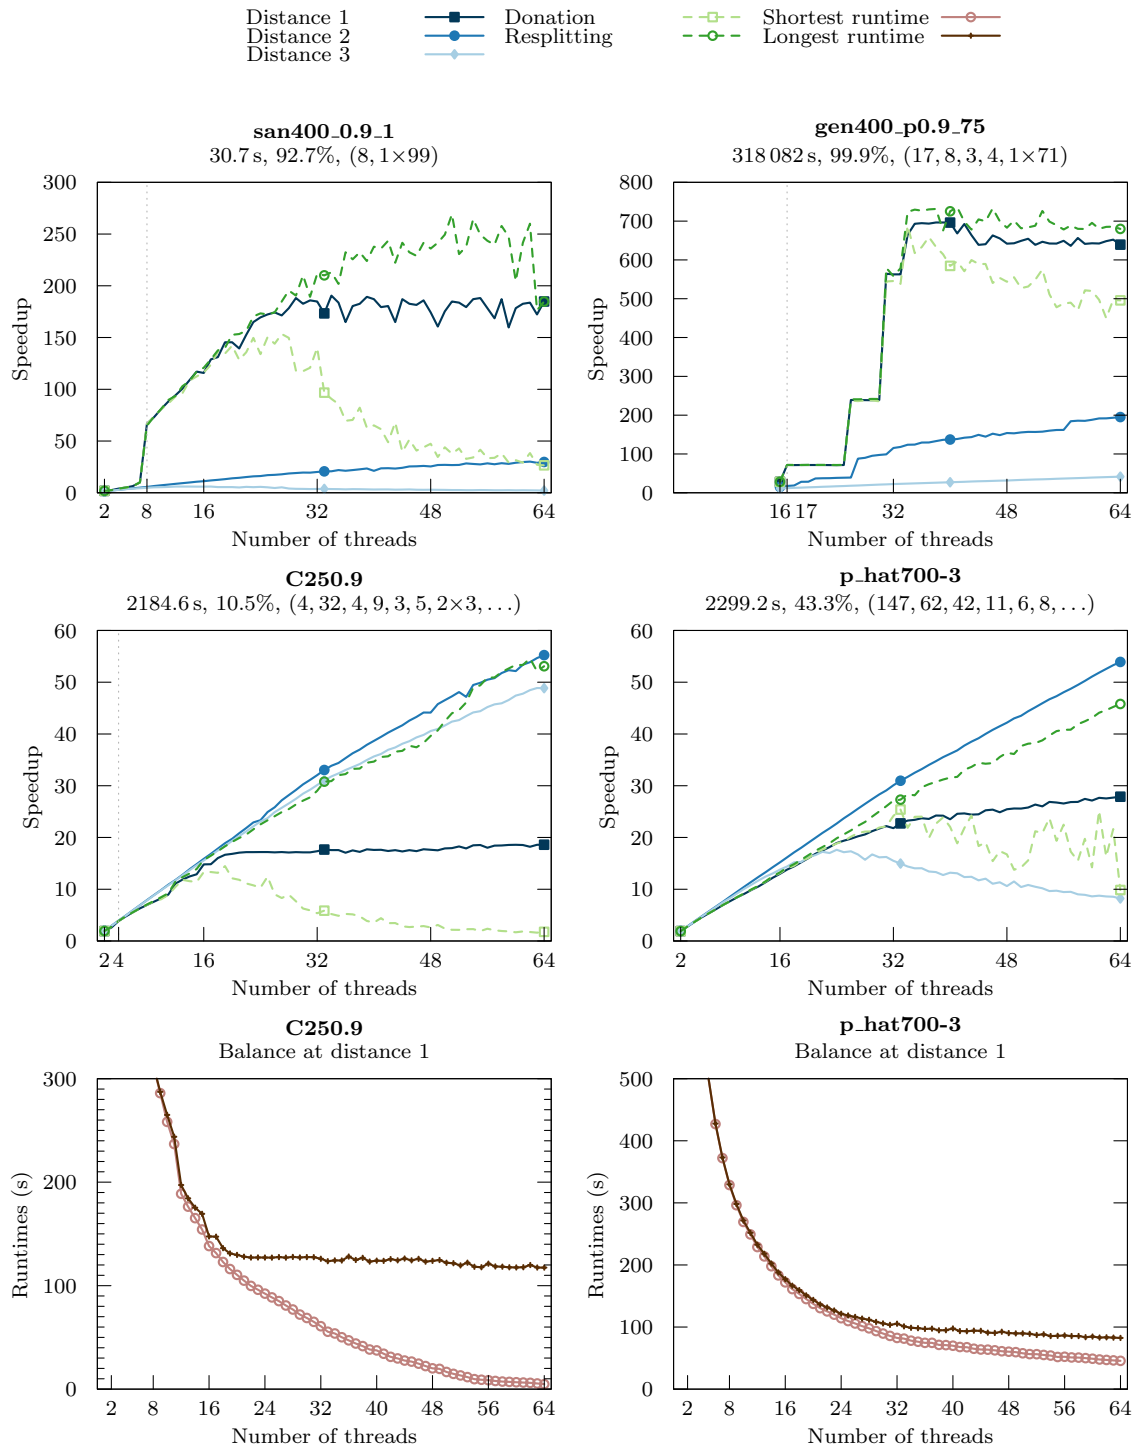 Distance 1 Donation Shortest runtime
Distance 2 Resplitting Longest runtime
Distance 3
san400_0.9_1
30.7 s, 92.7%, (8, 1×99)
300
250
200
150
100
50
0
Speedup
2 8 16 32 48 64
Number of threads
gen400_p0.9_75
318 082 s, 99.9%, (17, 8, 3, 4, 1×71)
800
700
600
500
400
300
200
100
0
Speedup
16 17 32 48 64
Number of threads
C250.9
2184.6 s, 10.5%, (4, 32, 4, 9, 3, 5, 2×3, . . .)
60
50
40
30
20
10
0
Speedup
2 4 16 32 48 64
Number of threads
p_hat700-3
2299.2 s, 43.3%, (147, 62, 42, 11, 6, 8, . . .)
60
50
40
30
20
10
0
Speedup
2 16 32 48 64
Number of threads
C250.9
Balance at distance 1
300
200
100
0
Runtimes (s)
2 8 16 24 32 40 48 56 64
Number of threads
p_hat700-3
Balance at distance 1
500
400
300
200
100
0
Runtimes (s)
2 8 16 24 32 40 48 56 64
Number of threads